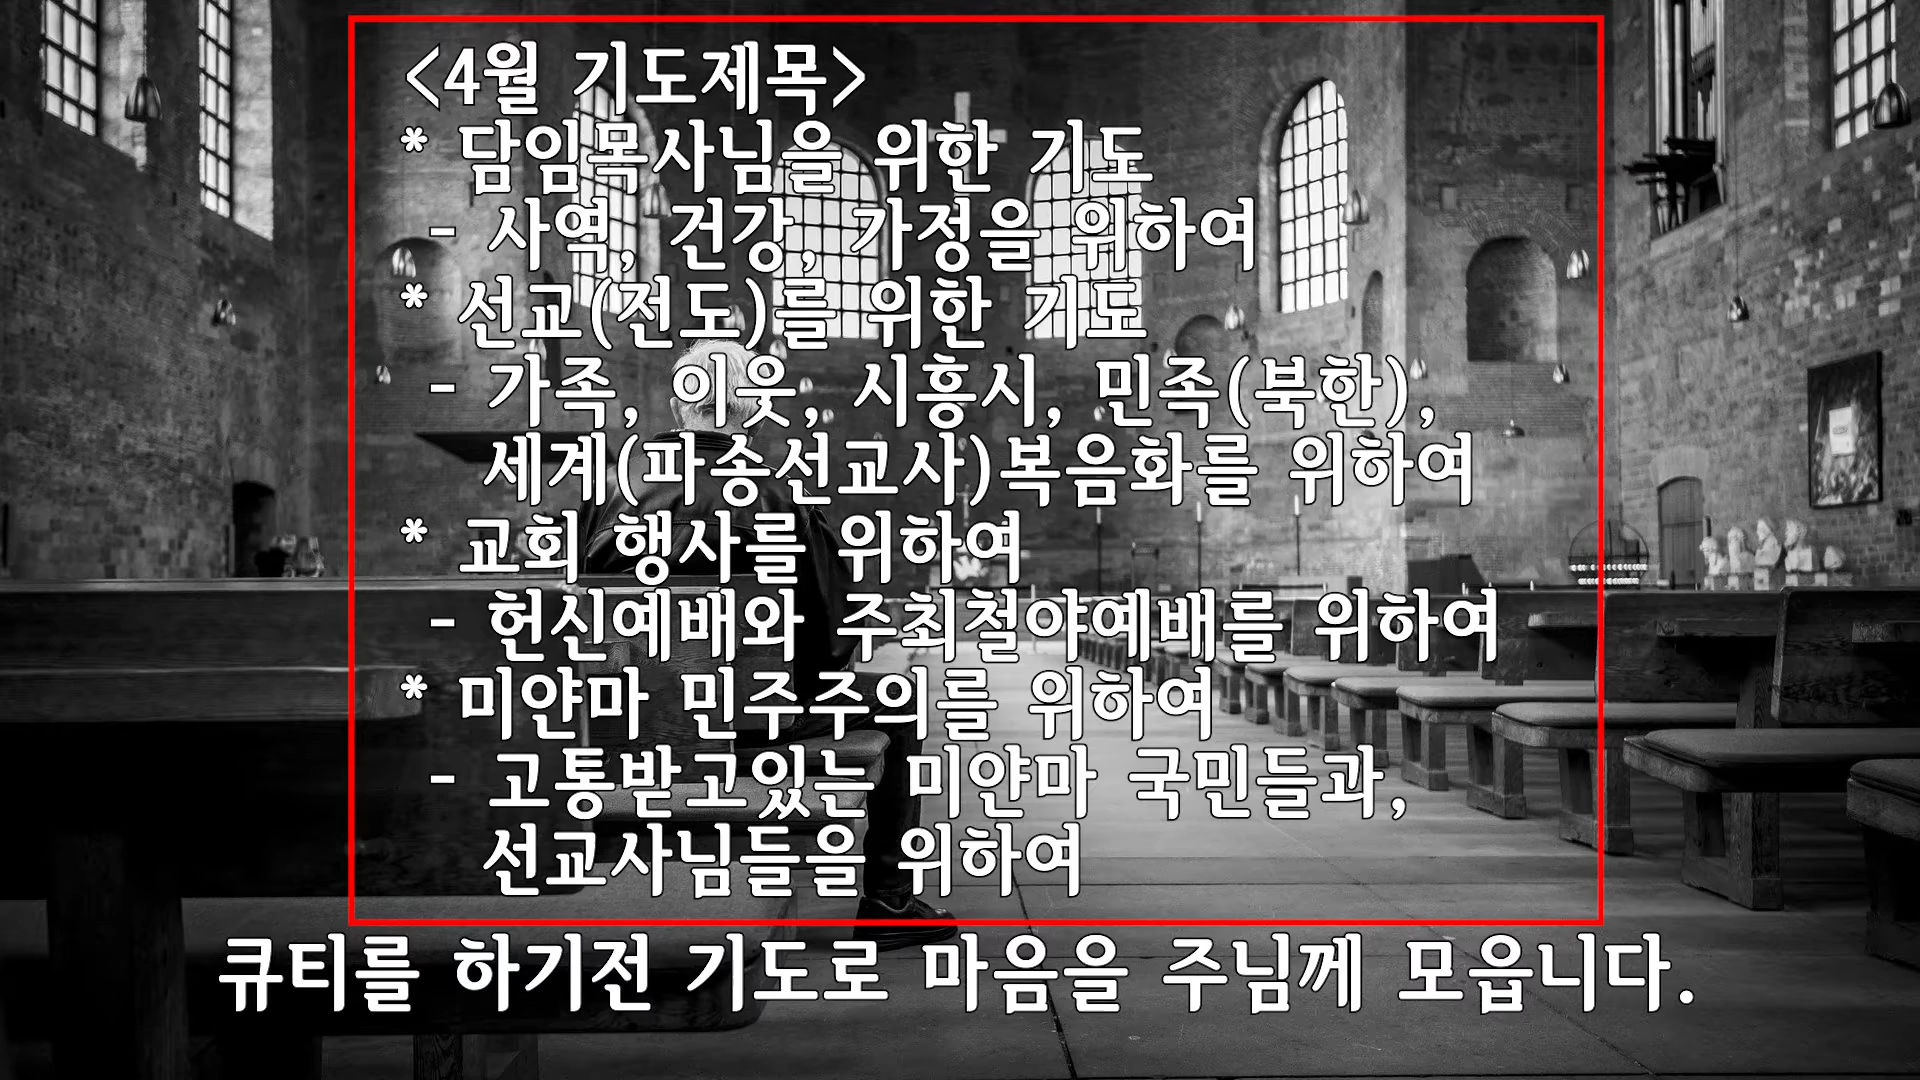 <4월 기도제목>
* 담임목사님을 위한 기도
- 사역, 건강, 가정을 위하여
* 선교(전도)를 위한 기도
- 가족, 이웃, 시흥시, 민족(북한),
세계(파송선교사)복음화를 위하여
* 교회 행사를 위하여
- 헌신예배와 주최철야예배를 위하여
* 미얀마 민주주의를 위하여
- 고통받고있는 미얀마 국민들과,
선교사님들을 위하여
큐티를 하기전 기도로 마음을 주님께 모읍니다.